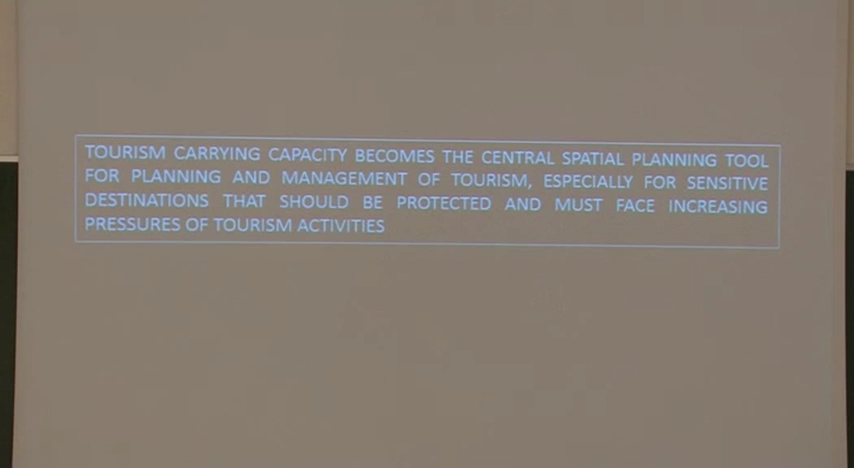 TOURISM CARRYING CAPACITY BECOMES THE CENTRAL SPATIAL PLANNING TOOL
FOR PLANNING AND MANAGEMENT OF TOURISM, ESPECIALLY FOR SENSITIVE
DESTINATIONS THAT SHOULD BE PROTECTED AND MUST FACE INCREASING
PRESSURES OF TOURISM ACTIVITIES